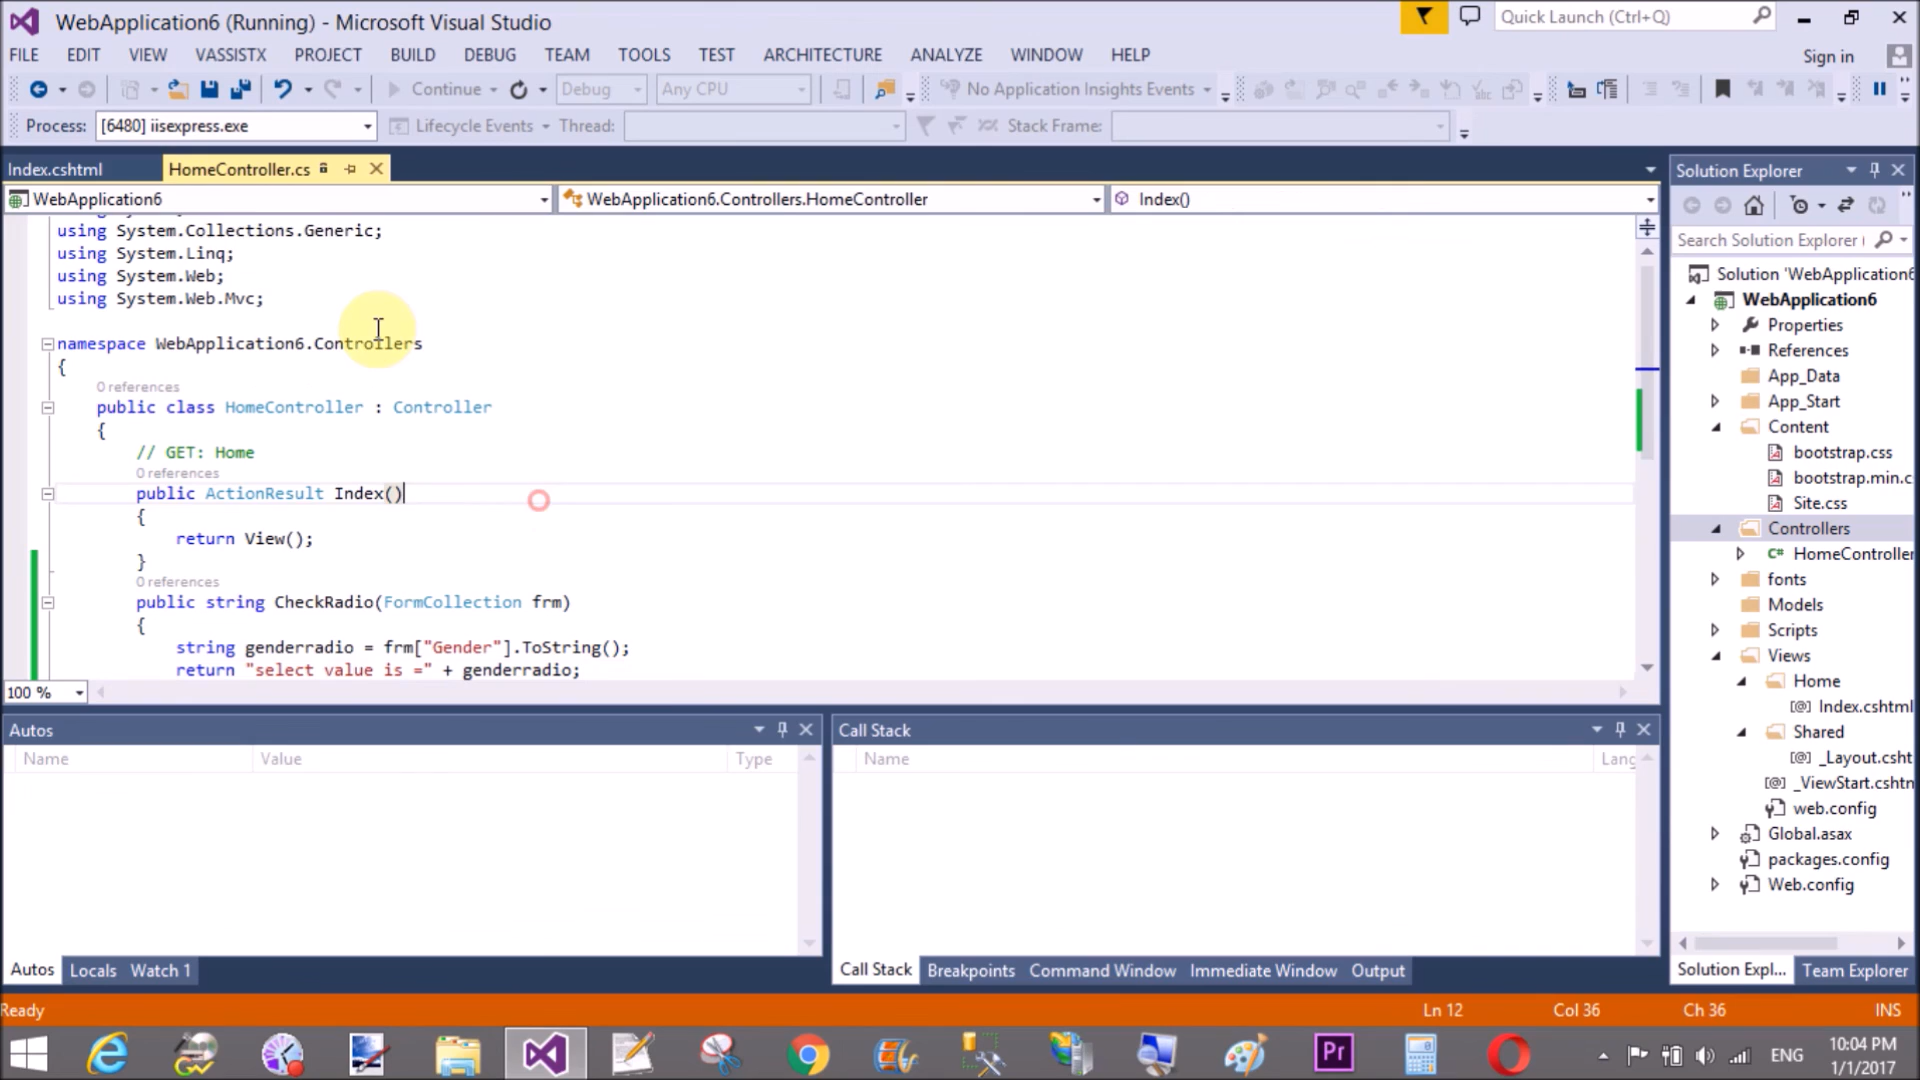 WebApplication6 (Running) - Microsoft Visual Studio
Quick Launch (Ctrl+Q)
FILE EDIT VIEW VASSISTX PROJECT BUILD DEBUG TEAM TOOLS TEST ARCHITECTURE ANALYZE WINDOW HELP
Sign in
Continue Debug Any CPU No Application Insights Events
Process: [6480] iisexpress.exe Lifecycle Events Thread: Stack Frame:
Index.cshtml HomeController.cs
WebApplication6 WebApplication6.Controllers.HomeController Index()
using System.Collections.Generic;
using System.Linq;
using System.Web;
using System.Web.Mvc;
namespace WebApplication6.Controllers
{
0 references
public class HomeController : Controller
{
// GET: Home
0 references
public ActionResult Index()
{
return View();
}
0 references
public string CheckRadio(FormCollection frm)
{
string genderradio = frm["Gender"].ToString();
return "select value is =" + genderradio;
100 %
Solution Explorer
Search Solution Explorer (
Solution 'WebApplication6
WebApplication6
Properties
References
App_Data
App_Start
Content
bootstrap.css
bootstrap.min.c
Site.css
Controllers
C# HomeController
fonts
Models
Scripts
Views
Home
[@] Index.cshtml
Shared
[@] _Layout.csht
[@] _ViewStart.cshtn
web.config
Global.asax
packages.config
Web.config
Solution Expl... Team Explorer
Autos
Name Value Type
Autos Locals Watch 1
Call Stack
Name Lang
Call Stack Breakpoints Command Window Immediate Window Output
Ready Ln 12 Col 36 Ch 36 INS
Pr
ENG
10:04 PM
1/1/2017